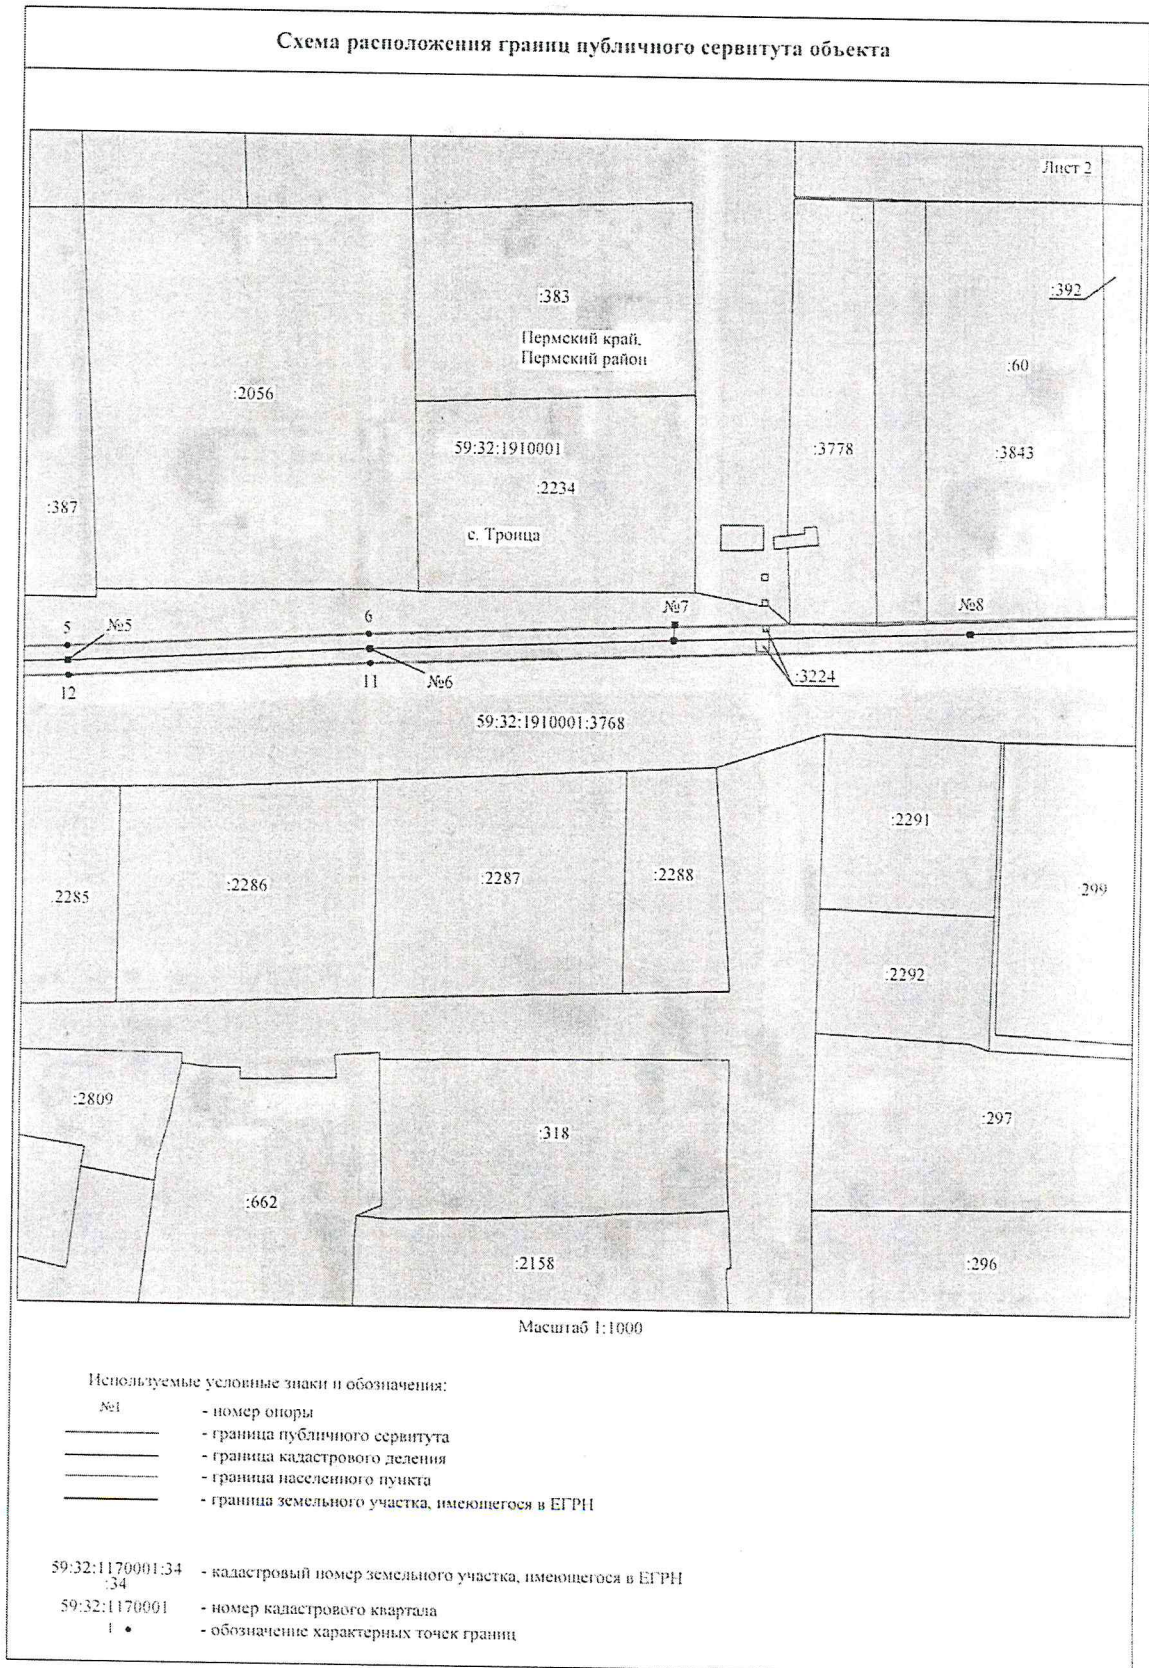 Схема расположения границ публичного сервитута объекта
Лист 2
:383
:392
Пермский край,
Пермский район
:60
:2056
59:32:1910001
:3778
:3843
:2234
:387
с. Троица
№7
№8
5
№5
6
12
11
№6
:3224
59:32:1910001:3768
:2291
:2285
:2286
:2287
:2288
:299
:2292
:2809
:318
:297
:662
:2158
:296
Масштаб 1:1000
Используемые условные знаки и обозначения:
№1 - номер опоры
- граница публичного сервитута
- граница кадастрового деления
- граница населенного пункта
- граница земельного участка, имеющегося в ЕГРН
59:32:1170001:34
:34 - кадастровый номер земельного участка, имеющегося в ЕГРН
59:32:1170001 - номер кадастрового квартала
1 • - обозначение характерных точек границ